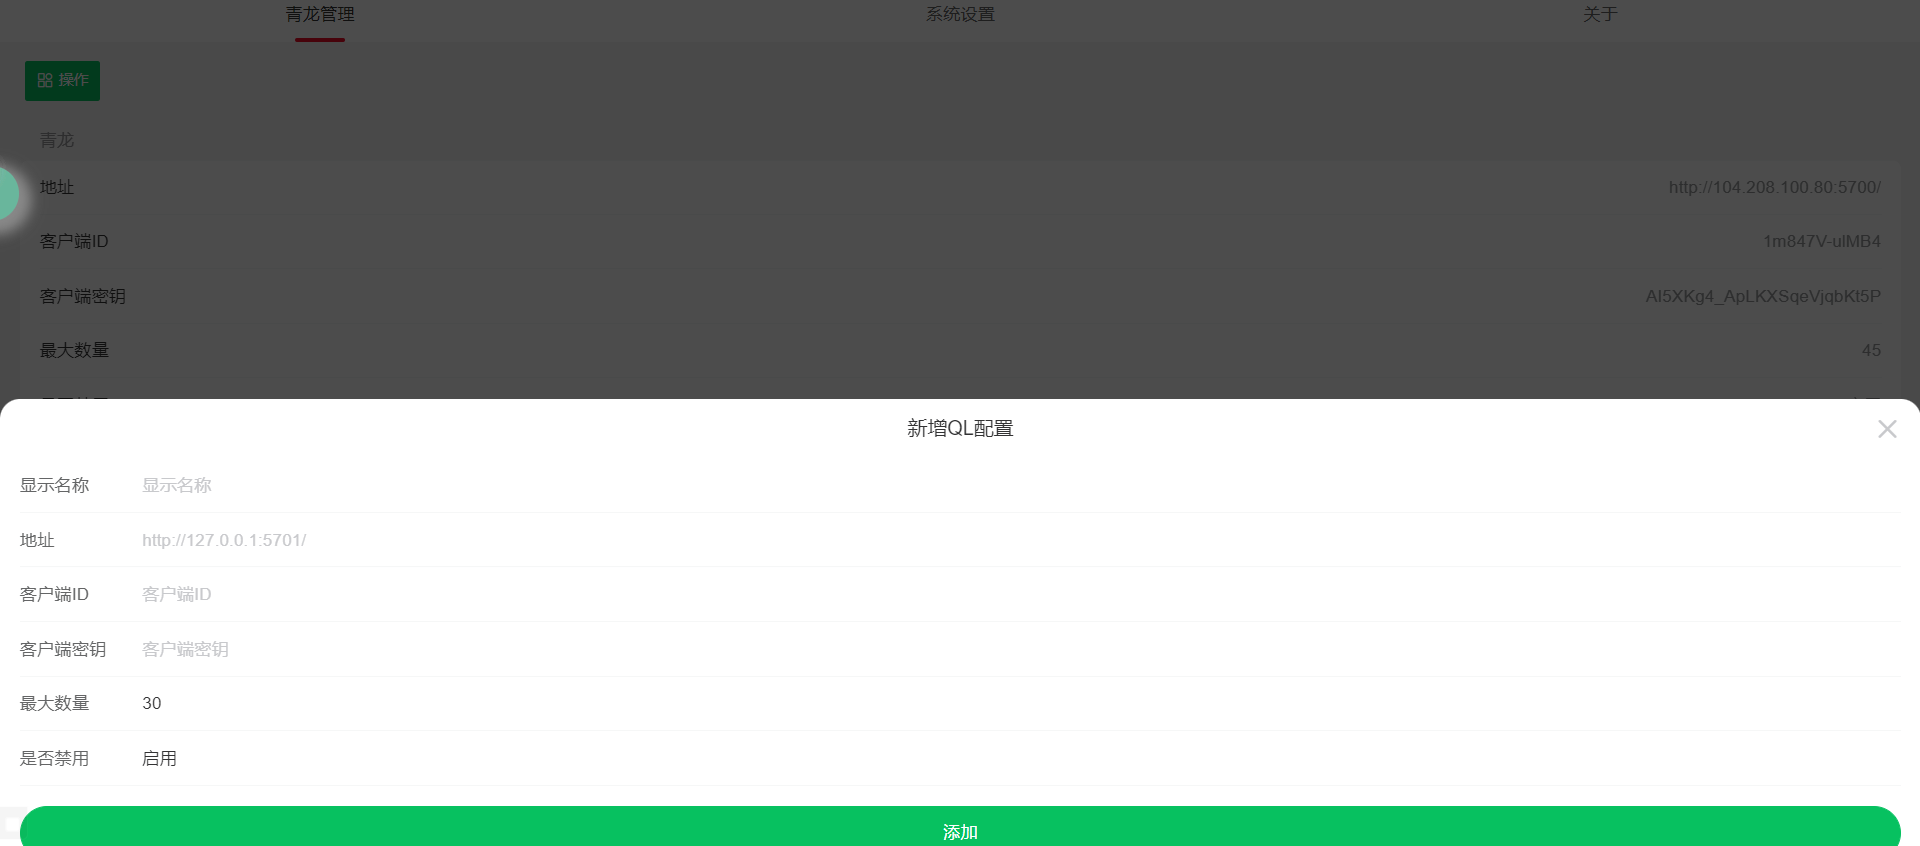 青龙管理
系统设置
关于
操作
青龙
地址
http://104.208.100.80:5700/
客户端ID
1m847V-ulMB4
客户端密钥
AI5XKg4_ApLKXSqeVjqbKt5P
最大数量
45
新增QL配置
显示名称
显示名称
地址
http://127.0.0.1:5701/
客户端ID
客户端ID
客户端密钥
客户端密钥
最大数量
30
是否禁用
启用
添加